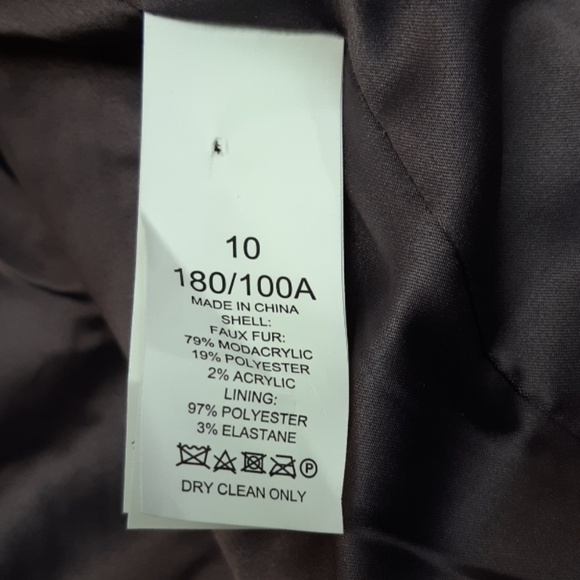 10
180/100A
MADE IN CHINA
SHELL:
FAUX FUR:
79% MODACRYLIC
19% POLYESTER
2% ACRYLIC
LINING:
97% POLYESTER
3% ELASTANE
P
DRY CLEAN ONLY